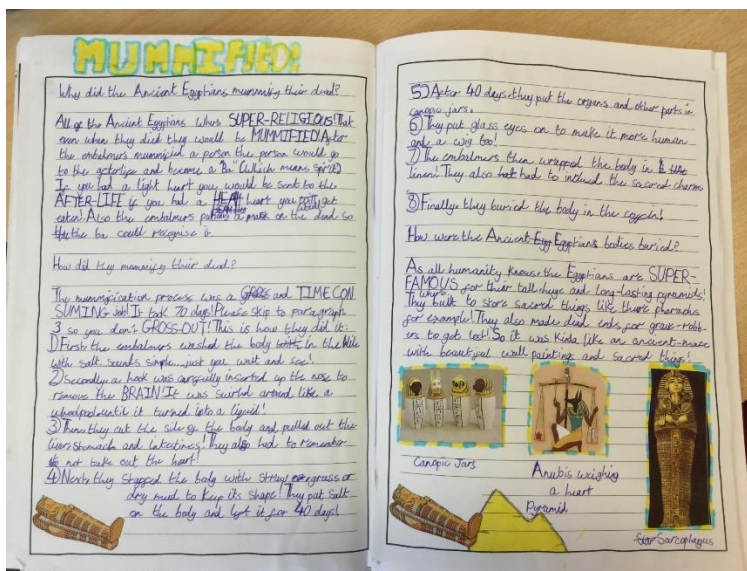 MUMMIFIED!
Why did the Ancient Egyptians mummify their dead?
All of the Ancient Egyptians where SUPER-RELIGIOUS! That
even when they died they would be MUMMIFIED! After
the embalmers mummified a person the person would go
to the afterlife and become a "Ba" (Which means Spirit)
If you had a light heart you would be sent to the
AFTER-LIFE if you had a HEAVIER heart you would get
eaten! Also the embalmers put a mask on the dead so
the ba could recognise it.
How did they mummify their dead?
The mummification process was a GROSS and TIME CON
SUMING Job! It took 70 days! Please skip to paragraph
3 so you don't GROSS-OUT! This is how they did it:
1) First, the embalmers washed the body in the Nile
with salt. sounds simple... just you wait and see!
2) Secondly a hook was carefully inserted up the nose to
remove the BRAIN! It was swirled around like a
whoolpool until it turned into a liquid!
3) Then, they cut the side of the body and pulled out the
liver, stomach and intestines! They also had to remember
to not take out the heart!
4) Next, they stapped the body with straw grass or
dry mud to Keep its shape! They put salt
on the body and left it for 40 days!
5) After 40 days, they put the organs and other parts in
canopic jars.
6) They put glass eyes on to make it more human
and a wig too!
7) The embalmers then wrapped the body in
linen! They also had to include the sacred charms
8) Finally they buried the body in the coffin!
How were the Ancient Egyptians bodies buried?
As all humanity knows, the Egyptians are SUPER-
FAMOUS for their tall, huge and long-lasting pyramids!
They built to store sacred things like there pharaohs
for example! They also made dead ends for grave-robb-
ers to get lost! So it was Kinda like an ancient-maze
with beautiful wall painting and sacred things!
Canopic Jars
Anubis weighing
a heart
Pyramid
Sarcophagus